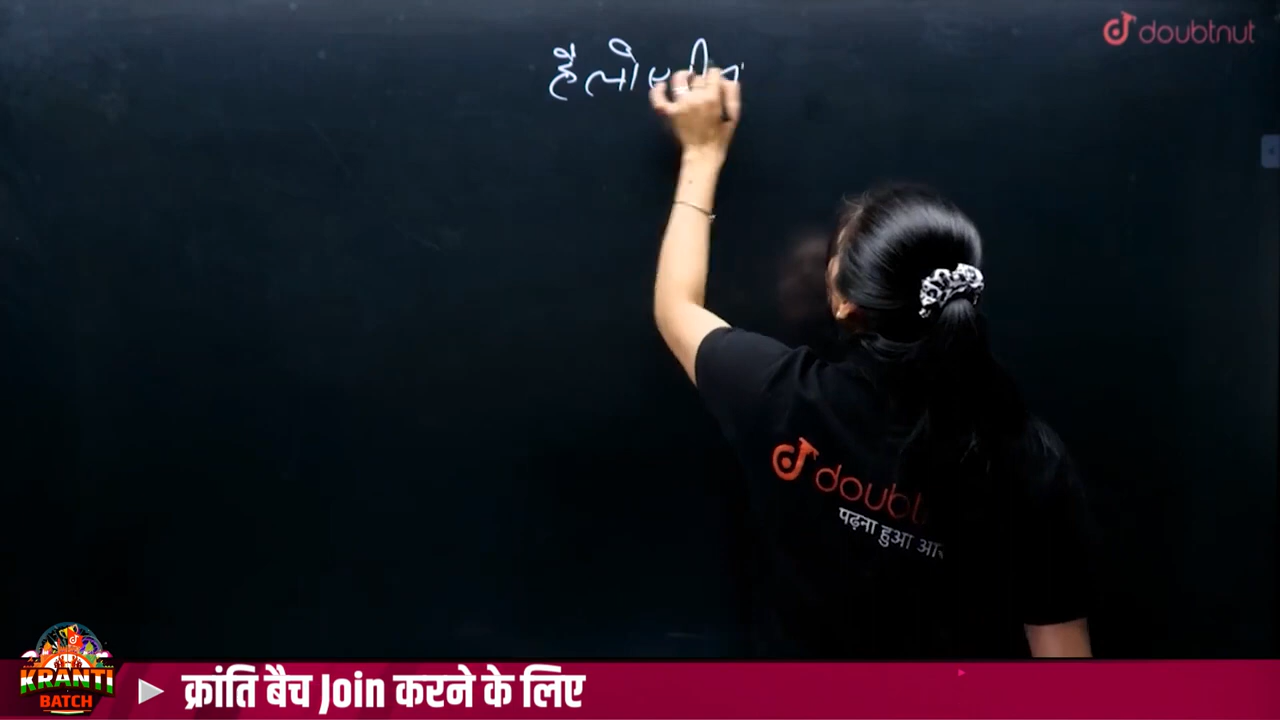 doubtnut
doubt
पढ़ना हुआ
KRANTI
BATCH
क्रांति बैच Join करने के लिए